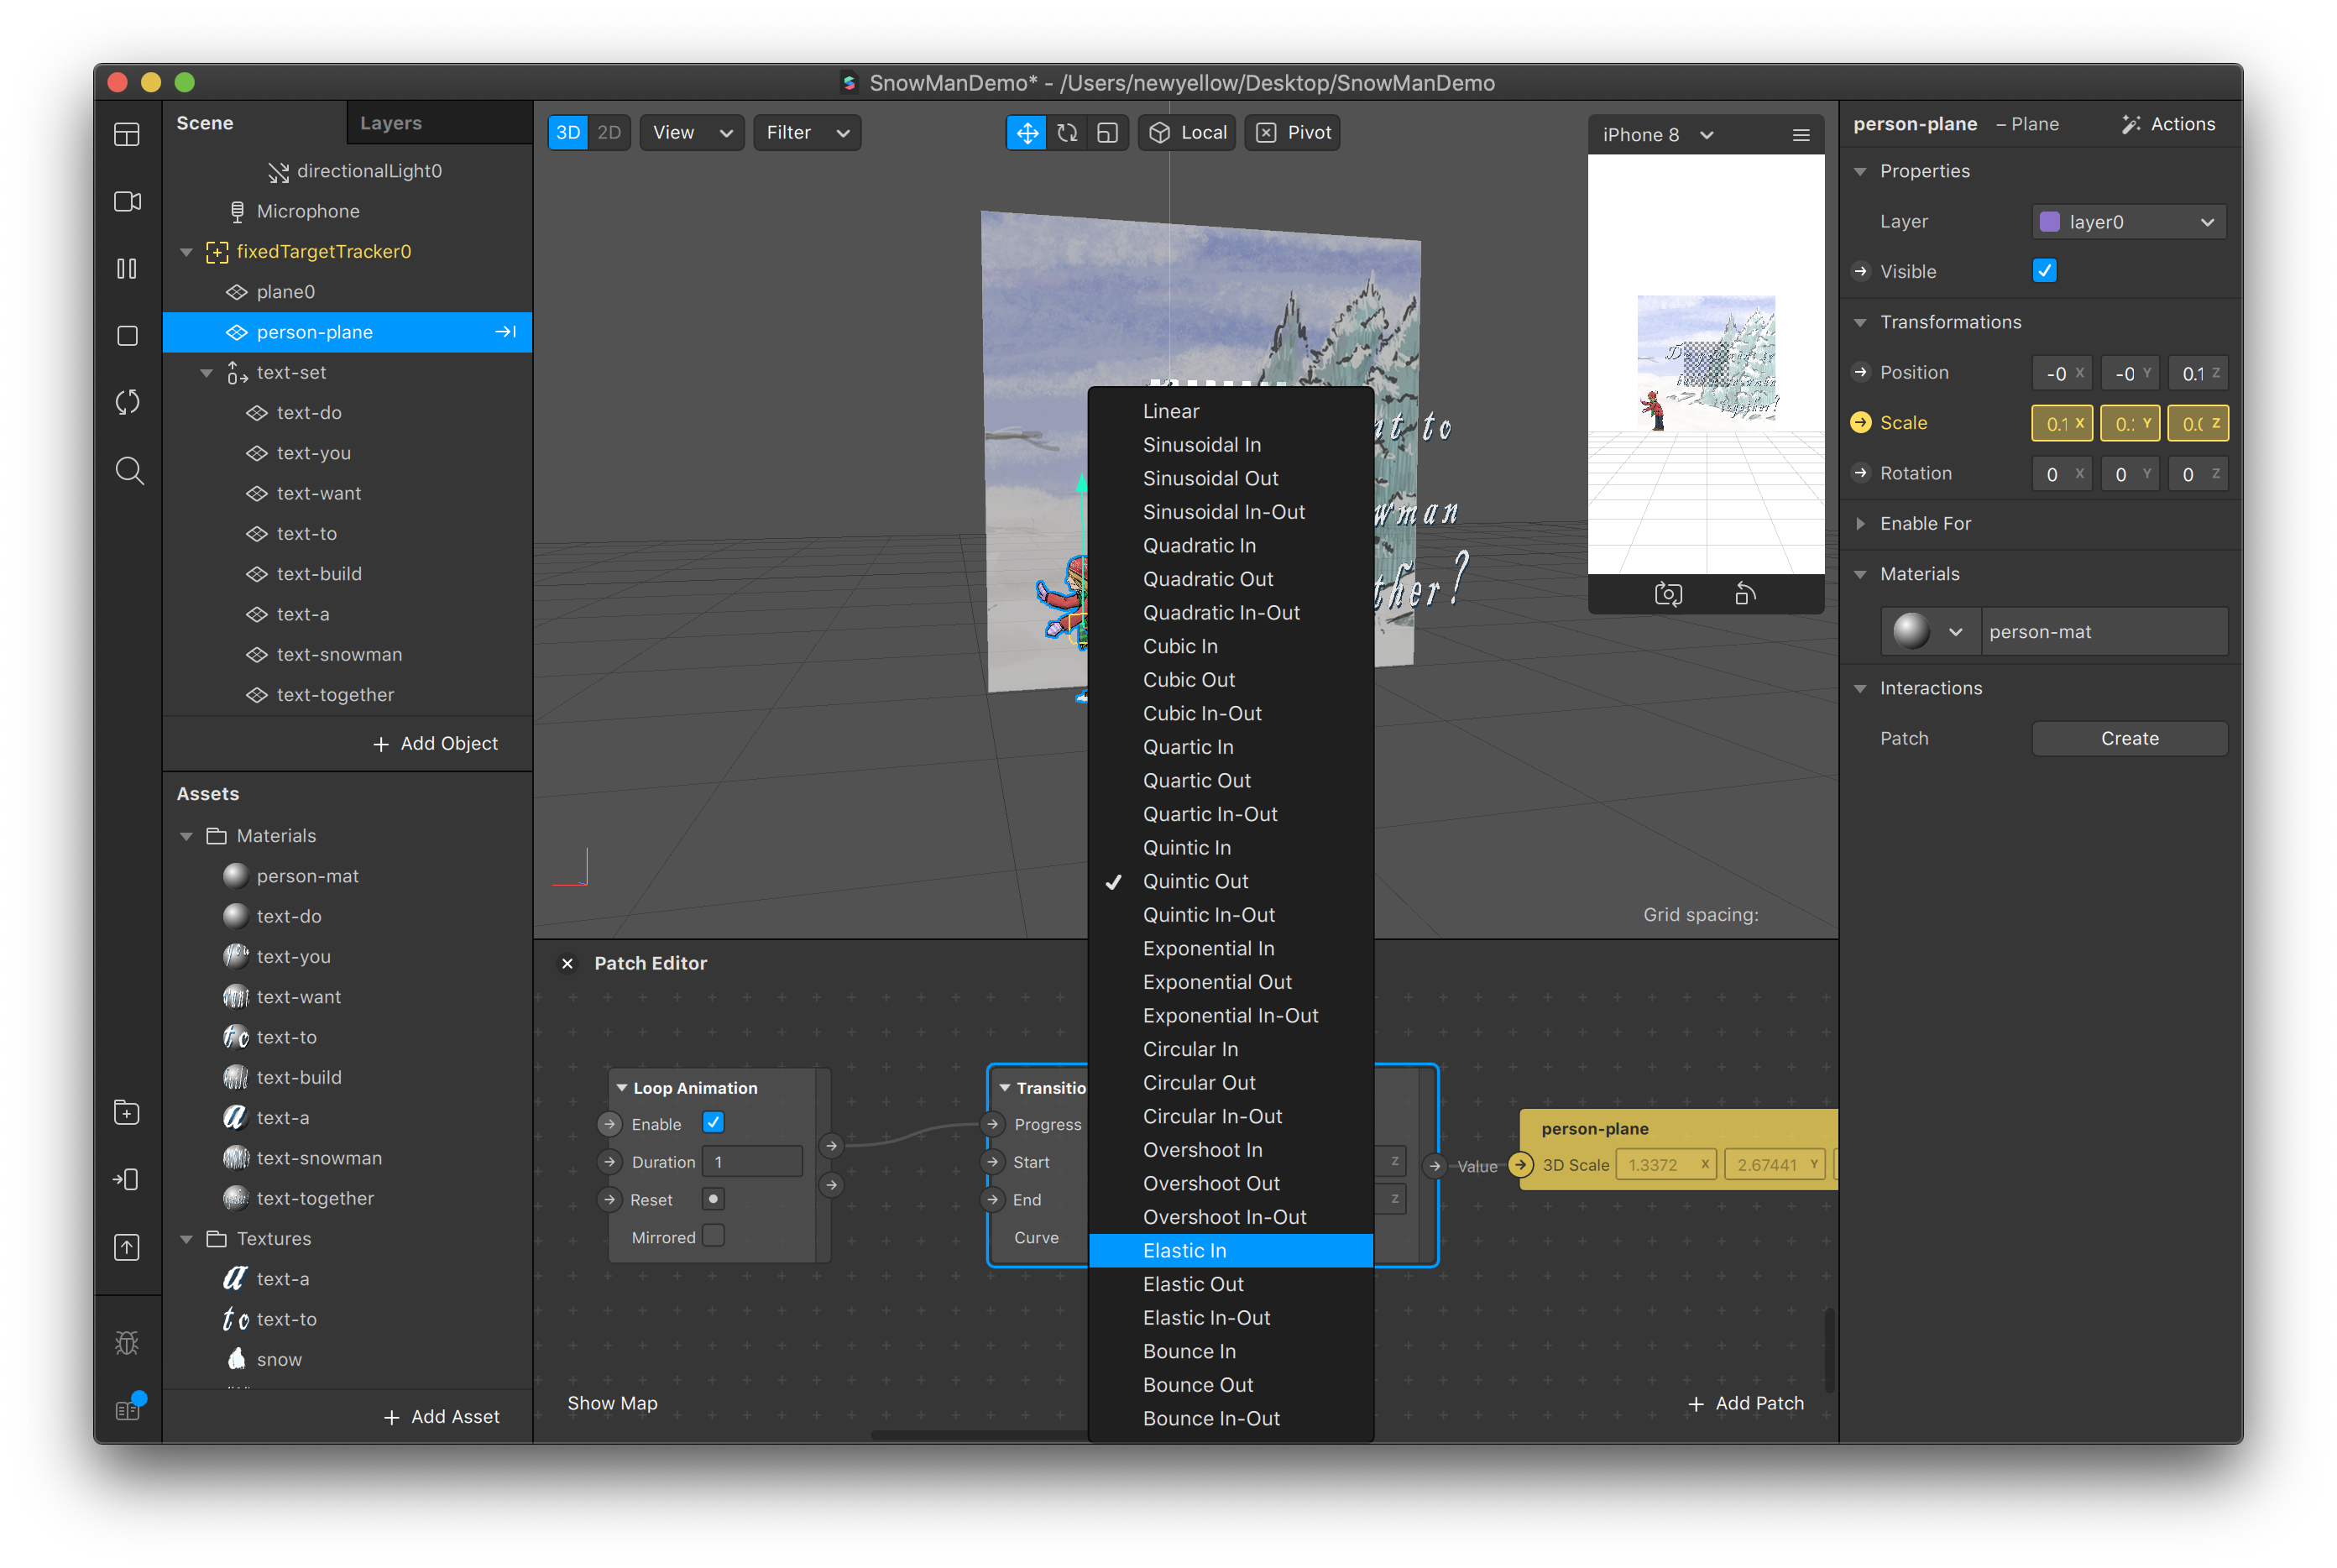 SnowManDemo* - /Users/newyellow/Desktop/SnowManDemo
Scene
Layers
directionalLight0
Microphone
fixedTargetTracker0
plane0
person-plane
text-set
text-do
text-you
text-want
text-to
text-build
text-a
text-snowman
text-together
+ Add Object
Assets
Materials
person-mat
text-do
text-you
text-want
text-to
text-build
text-a
text-snowman
text-together
Textures
text-a
text-to
snow
+ Add Asset
3D 2D
View
Filter
Local
Pivot
iPhone 8
to
ther?
Grid spacing:
Linear
Sinusoidal In
Sinusoidal Out
Sinusoidal In-Out
Quadratic In
Quadratic Out
Quadratic In-Out
Cubic In
Cubic Out
Cubic In-Out
Quartic In
Quartic Out
Quartic In-Out
Quintic In
Quintic Out
Quintic In-Out
Exponential In
Exponential Out
Exponential In-Out
Circular In
Circular Out
Circular In-Out
Overshoot In
Overshoot Out
Overshoot In-Out
Elastic In
Elastic Out
Elastic In-Out
Bounce In
Bounce Out
Bounce In-Out
Patch Editor
Loop Animation
Enable
Duration 1
Reset
Mirrored
Transitio
Progress
Start Z
End Z
Curve
Value
person-plane
3D Scale 1.3372 X 2.67441 Y
Show Map
+ Add Patch
person-plane – Plane
Actions
Properties
Layer layer0
Visible
Transformations
Position -0 X -0 Y 0.1 Z
Scale 0.1 X 0.: Y 0.( Z
Rotation 0 X 0 Y 0 Z
Enable For
Materials
person-mat
Interactions
Patch Create